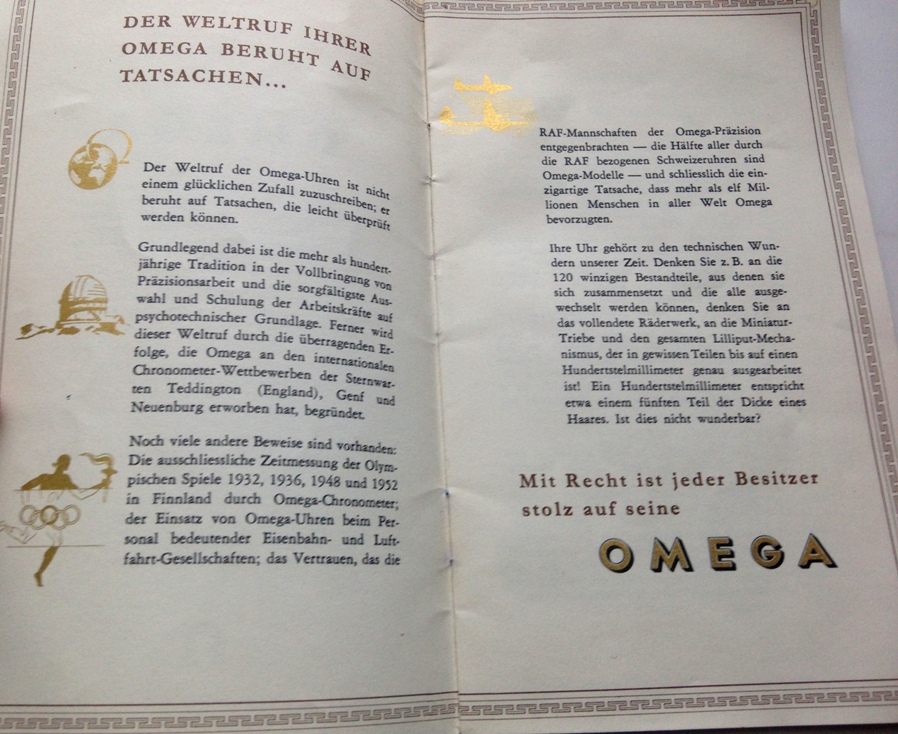 DER WELTRUF IHRER
OMEGA BERUHT AUF
TATSACHEN...
Der Weltruf der Omega-Uhren ist nicht
einem glücklichen Zufall zuzuschreiben; er
beruht auf Tatsachen, die leicht überprüft
werden können.
Grundlegend dabei ist die mehr als hundert-
jährige Tradition in der Vollbringung von
Präzisionsarbeit und die sorgfältigste Aus-
wahl und Schulung der Arbeitskräfte auf
psychotechnischer Grundlage. Ferner wird
dieser Weltruf durch die überragenden Er-
folge, die Omega an den internationalen
Chronometer-Wettbewerben der Sternwar-
ten Teddington (England), Genf und
Neuenburg erworben hat, begründet.
Noch viele andere Beweise sind vorhanden:
Die ausschliessliche Zeitmessung der Olym-
pischen Spiele 1932, 1936, 1948 und 1952
in Finnland durch Omega-Chronometer;
der Einsatz von Omega-Uhren beim Per-
sonal bedeutender Eisenbahn- und Luft-
fahrt-Gesellschaften; das Vertrauen, das die
RAF-Mannschaften der Omega-Präzision
entgegenbrachten — die Hälfte aller durch
die RAF bezogenen Schweizeruhren sind
Omega-Modelle — und schliesslich die ein-
zigartige Tatsache, dass mehr als elf Mil-
lionen Menschen in aller Welt Omega
bevorzugten.
Ihre Uhr gehört zu den technischen Wun-
dern unserer Zeit. Denken Sie z. B. an die
120 winzigen Bestandteile, aus denen sie
sich zusammensetzt und die alle ausge-
wechselt werden können, denken Sie an
das vollendete Räderwerk, an die Miniatur-
Triebe und den gesamten Lilliput-Mecha-
nismus, der in gewissen Teilen bis auf einen
Hundertstelmillimeter genau ausgearbeitet
ist! Ein Hundertstelmillimeter entspricht
etwa einem fünften Teil der Dicke eines
Haares. Ist dies nicht wunderbar?
Mit Recht ist jeder Besitzer
stolz auf seine
OMEGA